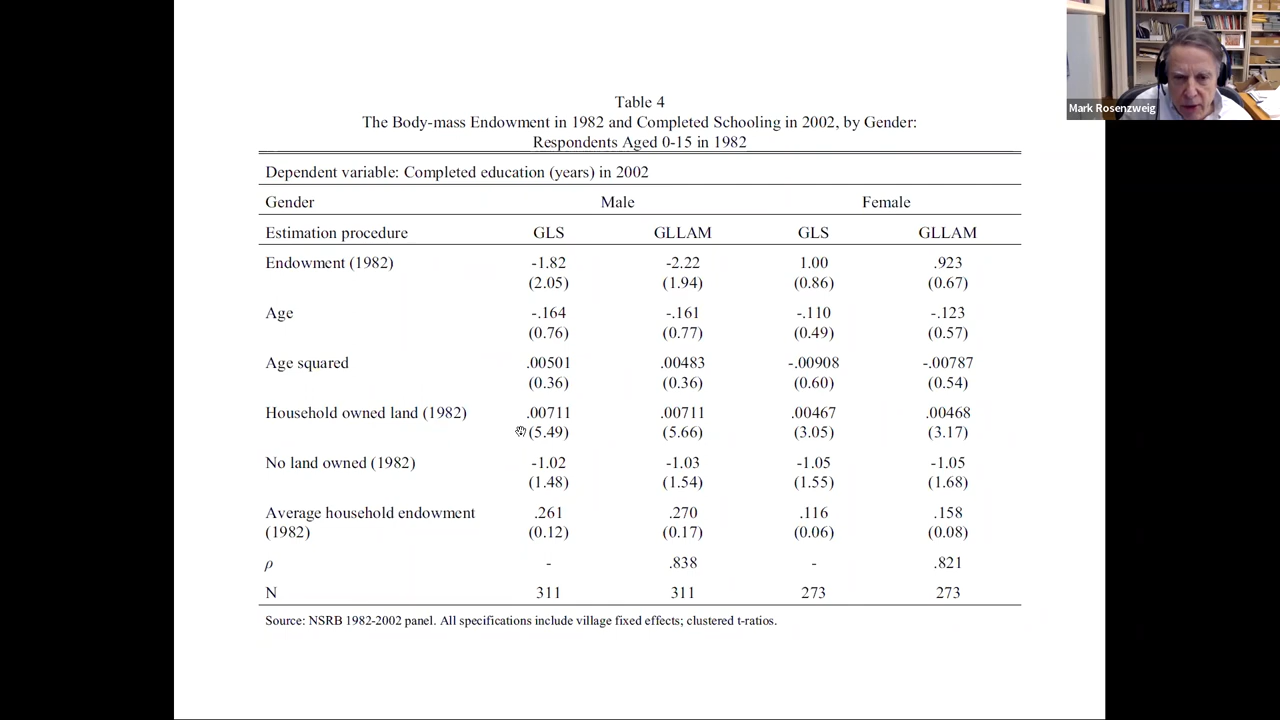 Mark Rosenzweig
Table 4
The Body-mass Endowment in 1982 and Completed Schooling in 2002, by Gender:
Respondents Aged 0-15 in 1982
Dependent variable: Completed education (years) in 2002
Gender Male Female
Estimation procedure GLS GLLAM GLS GLLAM
Endowment (1982) -1.82 -2.22 1.00 .923
(2.05) (1.94) (0.86) (0.67)
Age -.164 -.161 -.110 -.123
(0.76) (0.77) (0.49) (0.57)
Age squared .00501 .00483 -.00908 -.00787
(0.36) (0.36) (0.60) (0.54)
Household owned land (1982) .00711 .00711 .00467 .00468
(5.49) (5.66) (3.05) (3.17)
No land owned (1982) -1.02 -1.03 -1.05 -1.05
(1.48) (1.54) (1.55) (1.68)
Average household endowment .261 .270 .116 .158
(1982) (0.12) (0.17) (0.06) (0.08)
ρ - .838 - .821
N 311 311 273 273
Source: NSRB 1982-2002 panel. All specifications include village fixed effects; clustered t-ratios.